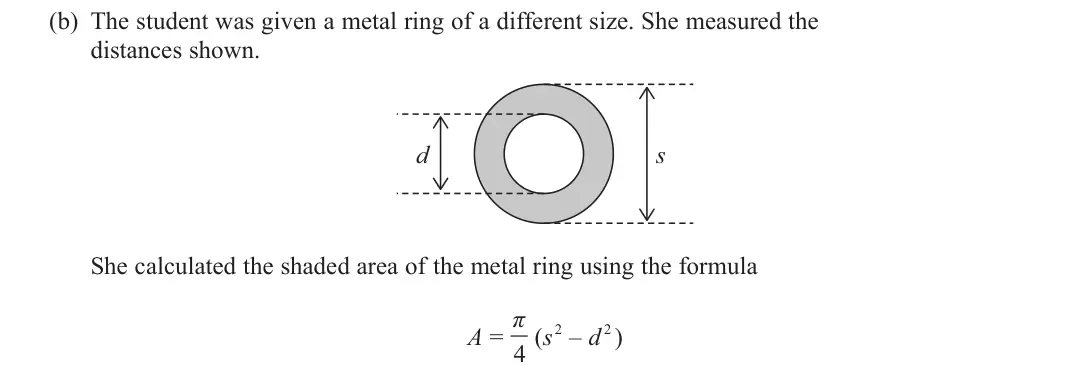 (b) The student was given a metal ring of a different size. She measured the
distances shown.
d
s
She calculated the shaded area of the metal ring using the formula
A = π/4 (s² – d²)